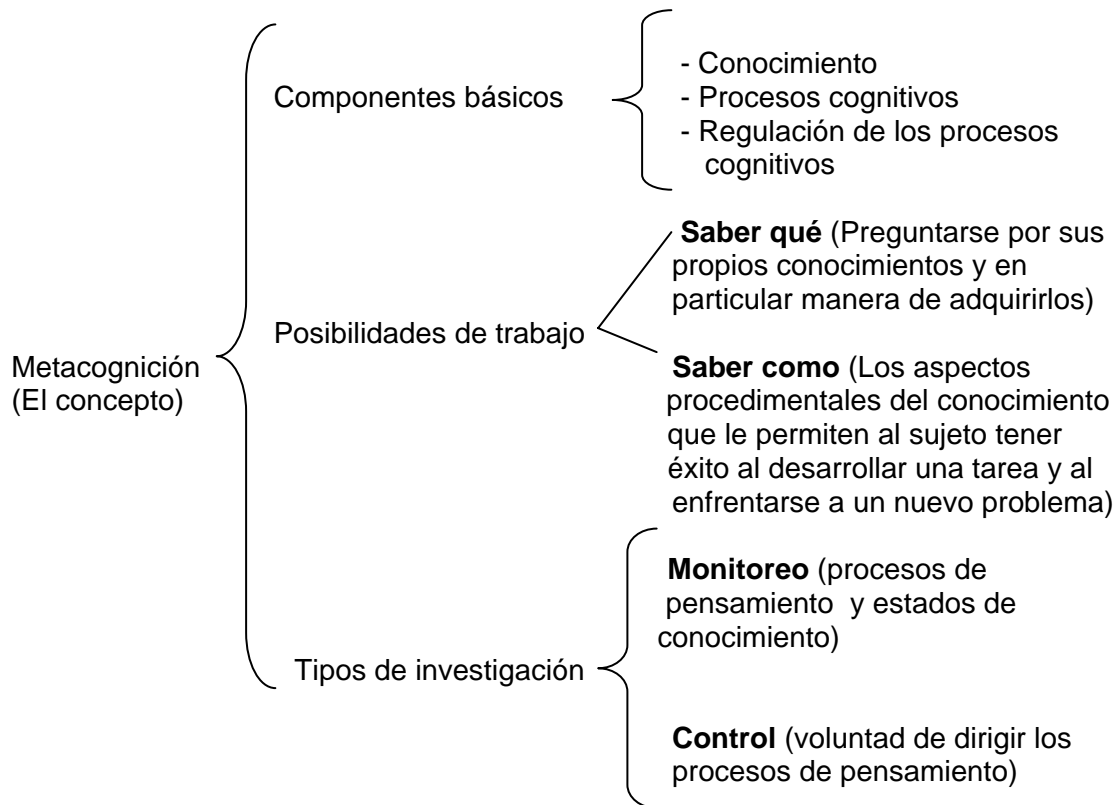 Metacognición
(El concepto)
Componentes básicos
- Conocimiento
- Procesos cognitivos
- Regulación de los procesos
cognitivos
Posibilidades de trabajo
Saber qué (Preguntarse por sus
propios conocimientos y en
particular manera de adquirirlos)
Saber como (Los aspectos
procedimentales del conocimiento
que le permiten al sujeto tener
éxito al desarrollar una tarea y al
enfrentarse a un nuevo problema)
Tipos de investigación
Monitoreo (procesos de
pensamiento y estados de
conocimiento)
Control (voluntad de dirigir los
procesos de pensamiento)